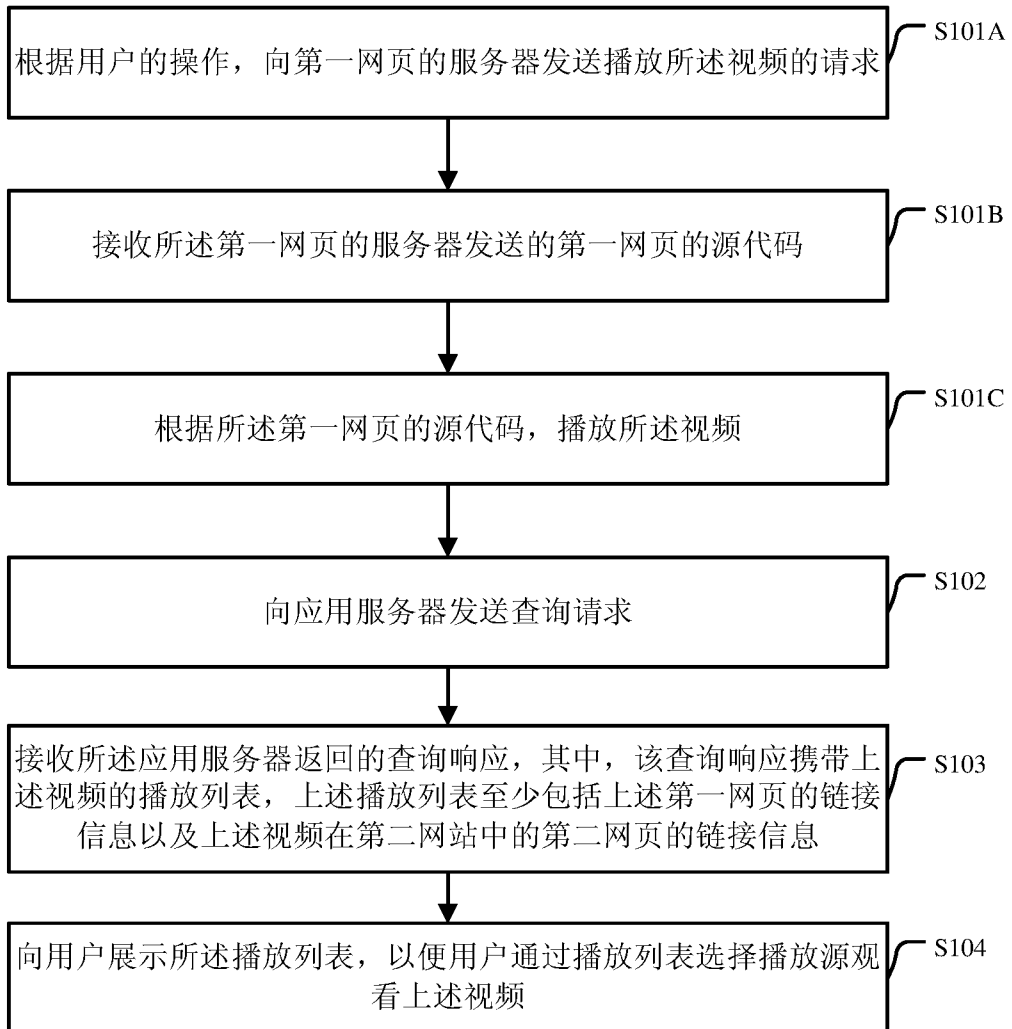 根据用户的操作，向第一网页的服务器发送播放所述视频的请求
S101A
接收所述第一网页的服务器发送的第一网页的源代码
S101B
根据所述第一网页的源代码，播放所述视频
S101C
向应用服务器发送查询请求
S102
接收所述应用服务器返回的查询响应，其中，该查询响应携带上
述视频的播放列表，上述播放列表至少包括上述第一网页的链接
信息以及上述视频在第二网站中的第二网页的链接信息
S103
向用户展示所述播放列表，以便用户通过播放列表选择播放源观
看上述视频
S104